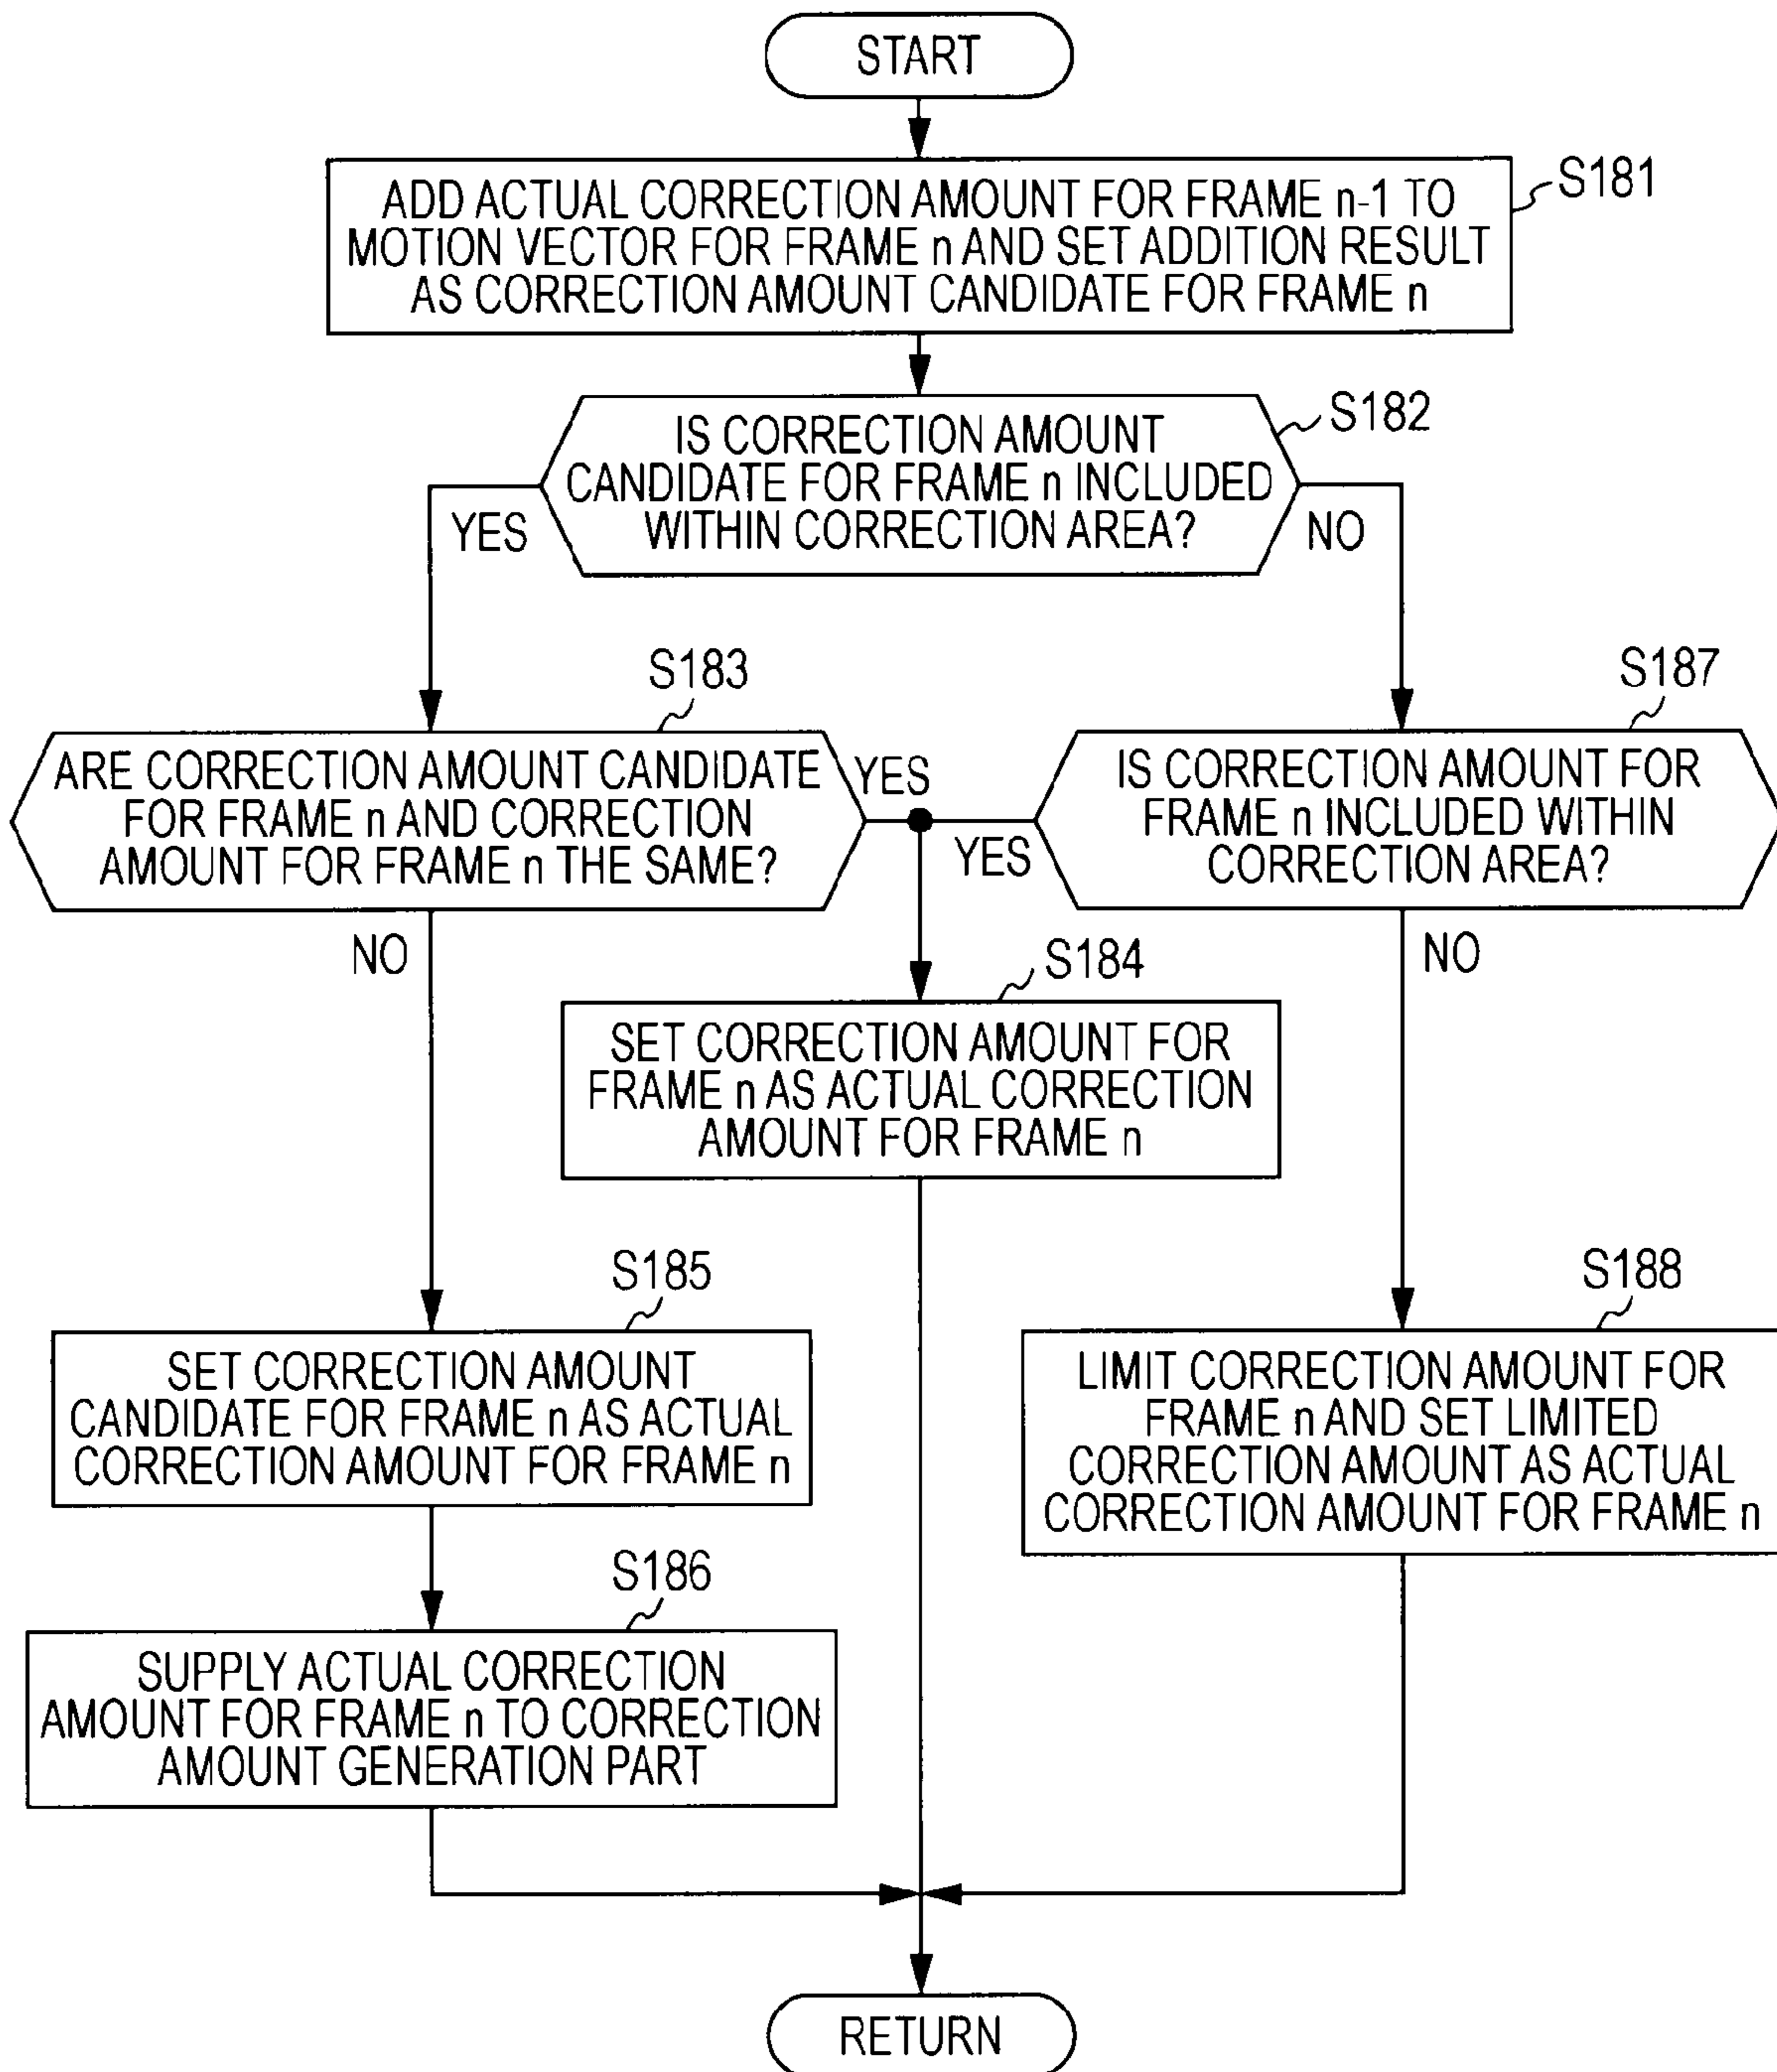 START
S181
ADD ACTUAL CORRECTION AMOUNT FOR FRAME n-1 TO
MOTION VECTOR FOR FRAME n AND SET ADDITION RESULT
AS CORRECTION AMOUNT CANDIDATE FOR FRAME n
S182
IS CORRECTION AMOUNT
CANDIDATE FOR FRAME n INCLUDED
WITHIN CORRECTION AREA?
YES
NO
S183
ARE CORRECTION AMOUNT CANDIDATE
FOR FRAME n AND CORRECTION
AMOUNT FOR FRAME n THE SAME?
YES
NO
S187
IS CORRECTION AMOUNT FOR
FRAME n INCLUDED WITHIN
CORRECTION AREA?
YES
NO
S184
SET CORRECTION AMOUNT FOR
FRAME n AS ACTUAL CORRECTION
AMOUNT FOR FRAME n
S185
SET CORRECTION AMOUNT
CANDIDATE FOR FRAME n AS ACTUAL
CORRECTION AMOUNT FOR FRAME n
S188
LIMIT CORRECTION AMOUNT FOR
FRAME n AND SET LIMITED
CORRECTION AMOUNT AS ACTUAL
CORRECTION AMOUNT FOR FRAME n
S186
SUPPLY ACTUAL CORRECTION
AMOUNT FOR FRAME n TO CORRECTION
AMOUNT GENERATION PART
RETURN